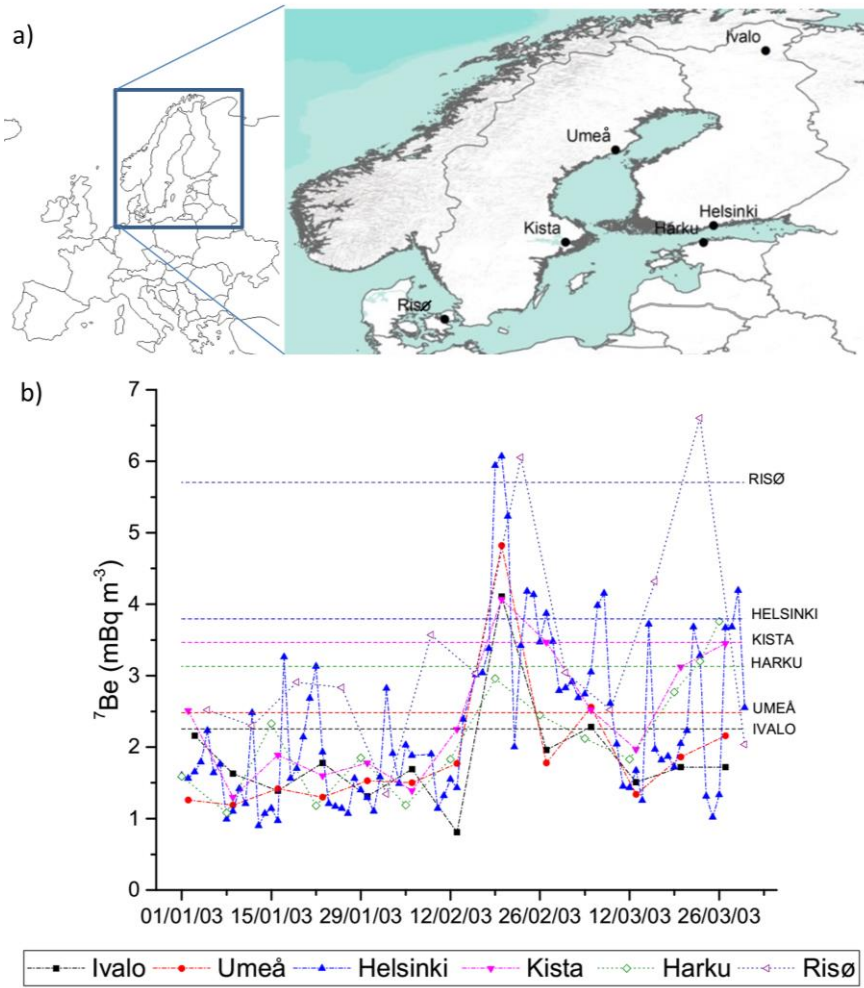 a)
Ivalo
Umeå
Helsinki
Kista
Harku
Risø
b)
7
6
5
4
3
2
1
0
⁷Be (mBq m⁻³)
RISØ
HELSINKI
KISTA
HARKU
UMEÅ
IVALO
01/01/03 15/01/03 29/01/03 12/02/03 26/02/03 12/03/03 26/03/03
Ivalo Umeå Helsinki Kista Harku Risø